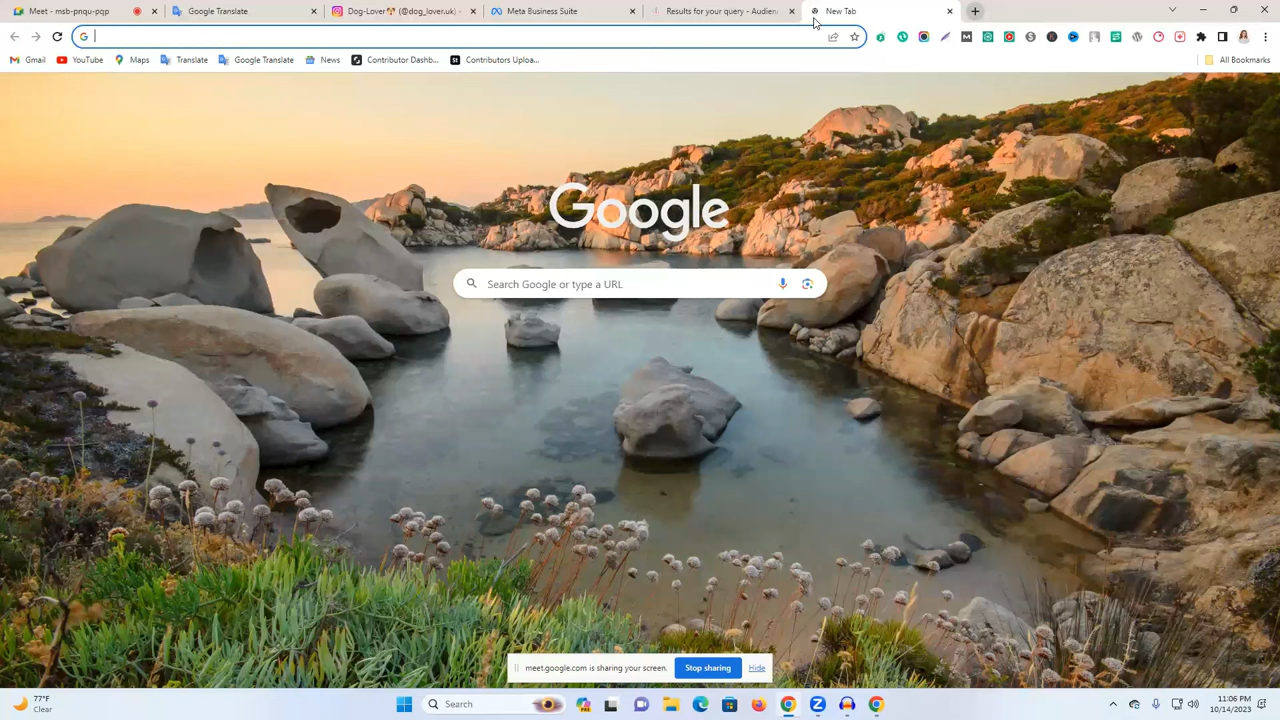 Meet - msb-pnqu-pqp
Google Translate
Dog-Lover🐶 (@dog_lover.uk) -
Meta Business Suite
Results for your query - Audien
New Tab
Gmail
YouTube
Maps
Translate
Google Translate
News
Contributor Dashb...
Contributors Uploa...
All Bookmarks
Google
Search Google or type a URL
meet.google.com is sharing your screen.
Stop sharing
Hide
77°F
Clear
Search
11:06 PM
10/14/2023